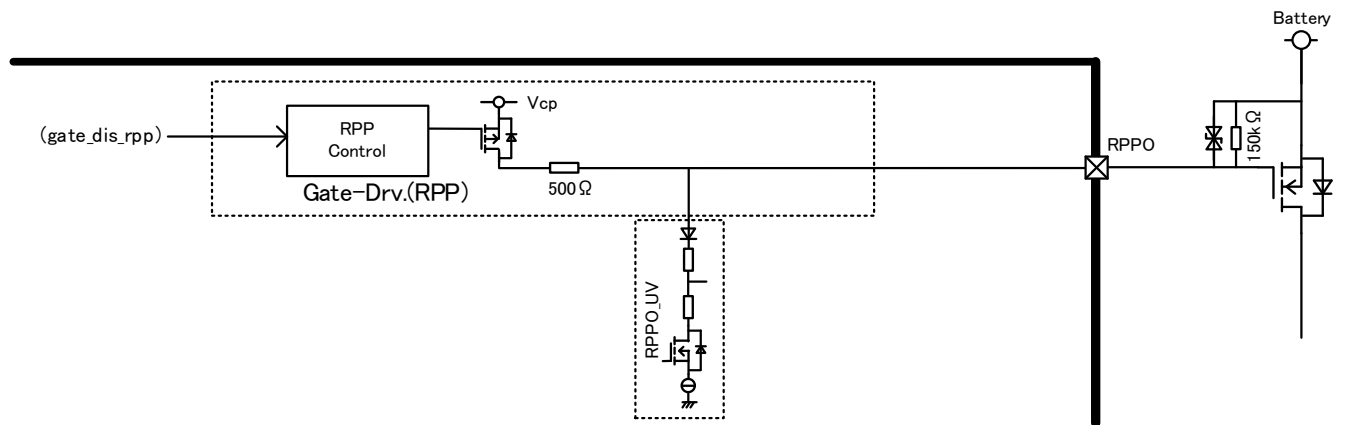 Battery
Vcp
(gate_dis_rpp)
RPP
Control
RPPO
150kΩ
500Ω
Gate-Drv.(RPP)
RPPO_UV